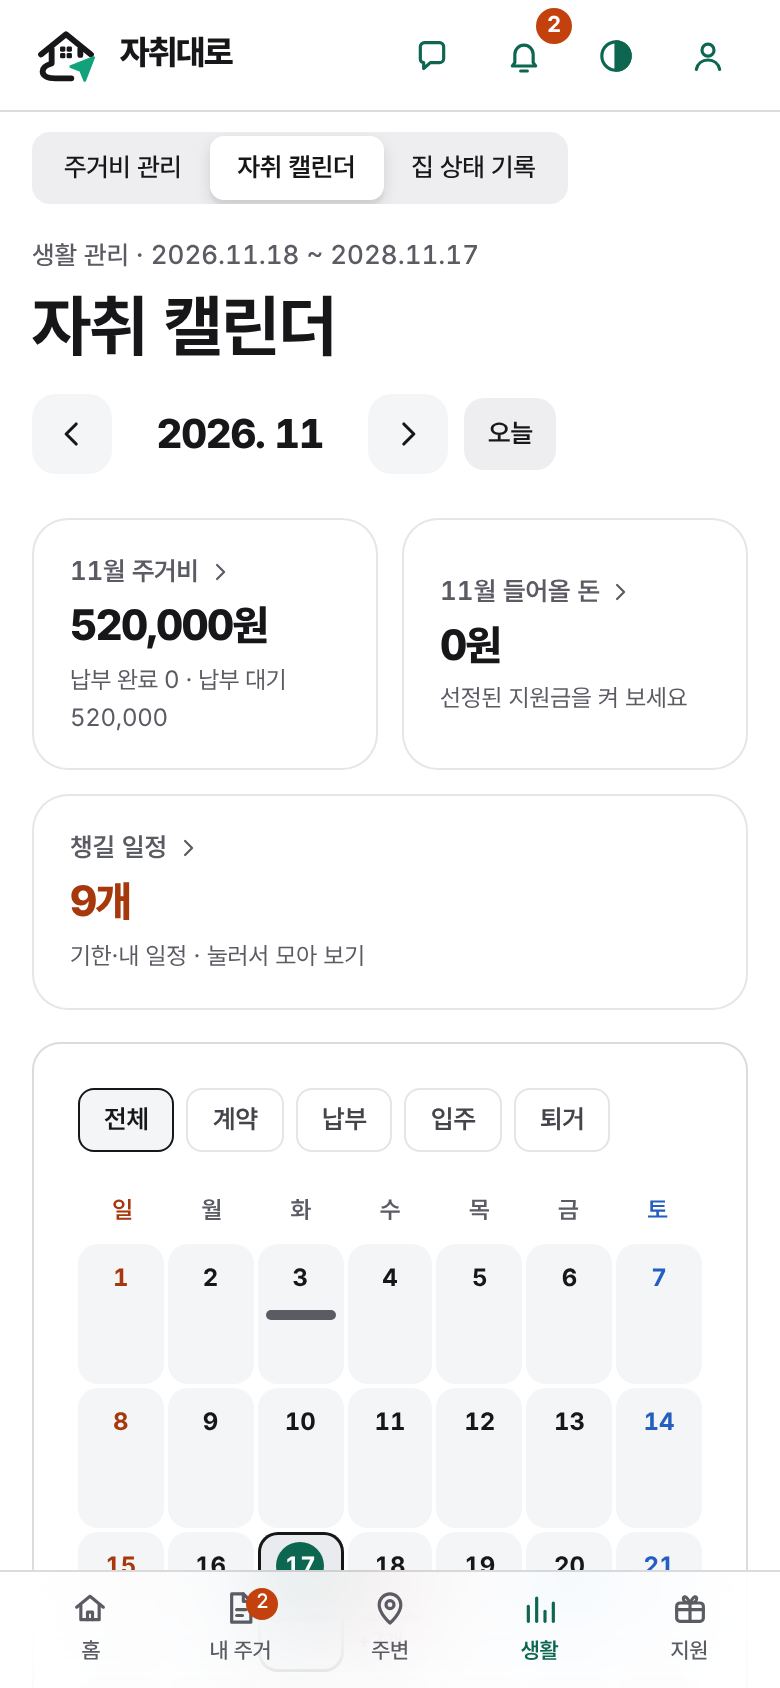 자취대로
2
주거비 관리 자취 캘린더 집 상태 기록
생활 관리 · 2026.11.18 ~ 2028.11.17
자취 캘린더
2026. 11 오늘
11월 주거비
520,000원
납부 완료 0 · 납부 대기
520,000
11월 들어올 돈
0원
선정된 지원금을 켜 보세요
챙길 일정
9개
기한·내 일정 · 눌러서 모아 보기
전체 계약 납부 입주 퇴거
일 월 화 수 목 금 토
1 2 3 4 5 6 7
8 9 10 11 12 13 14
15 16 17 18 19 20 21
2
홈 내 주거 주변 생활 지원